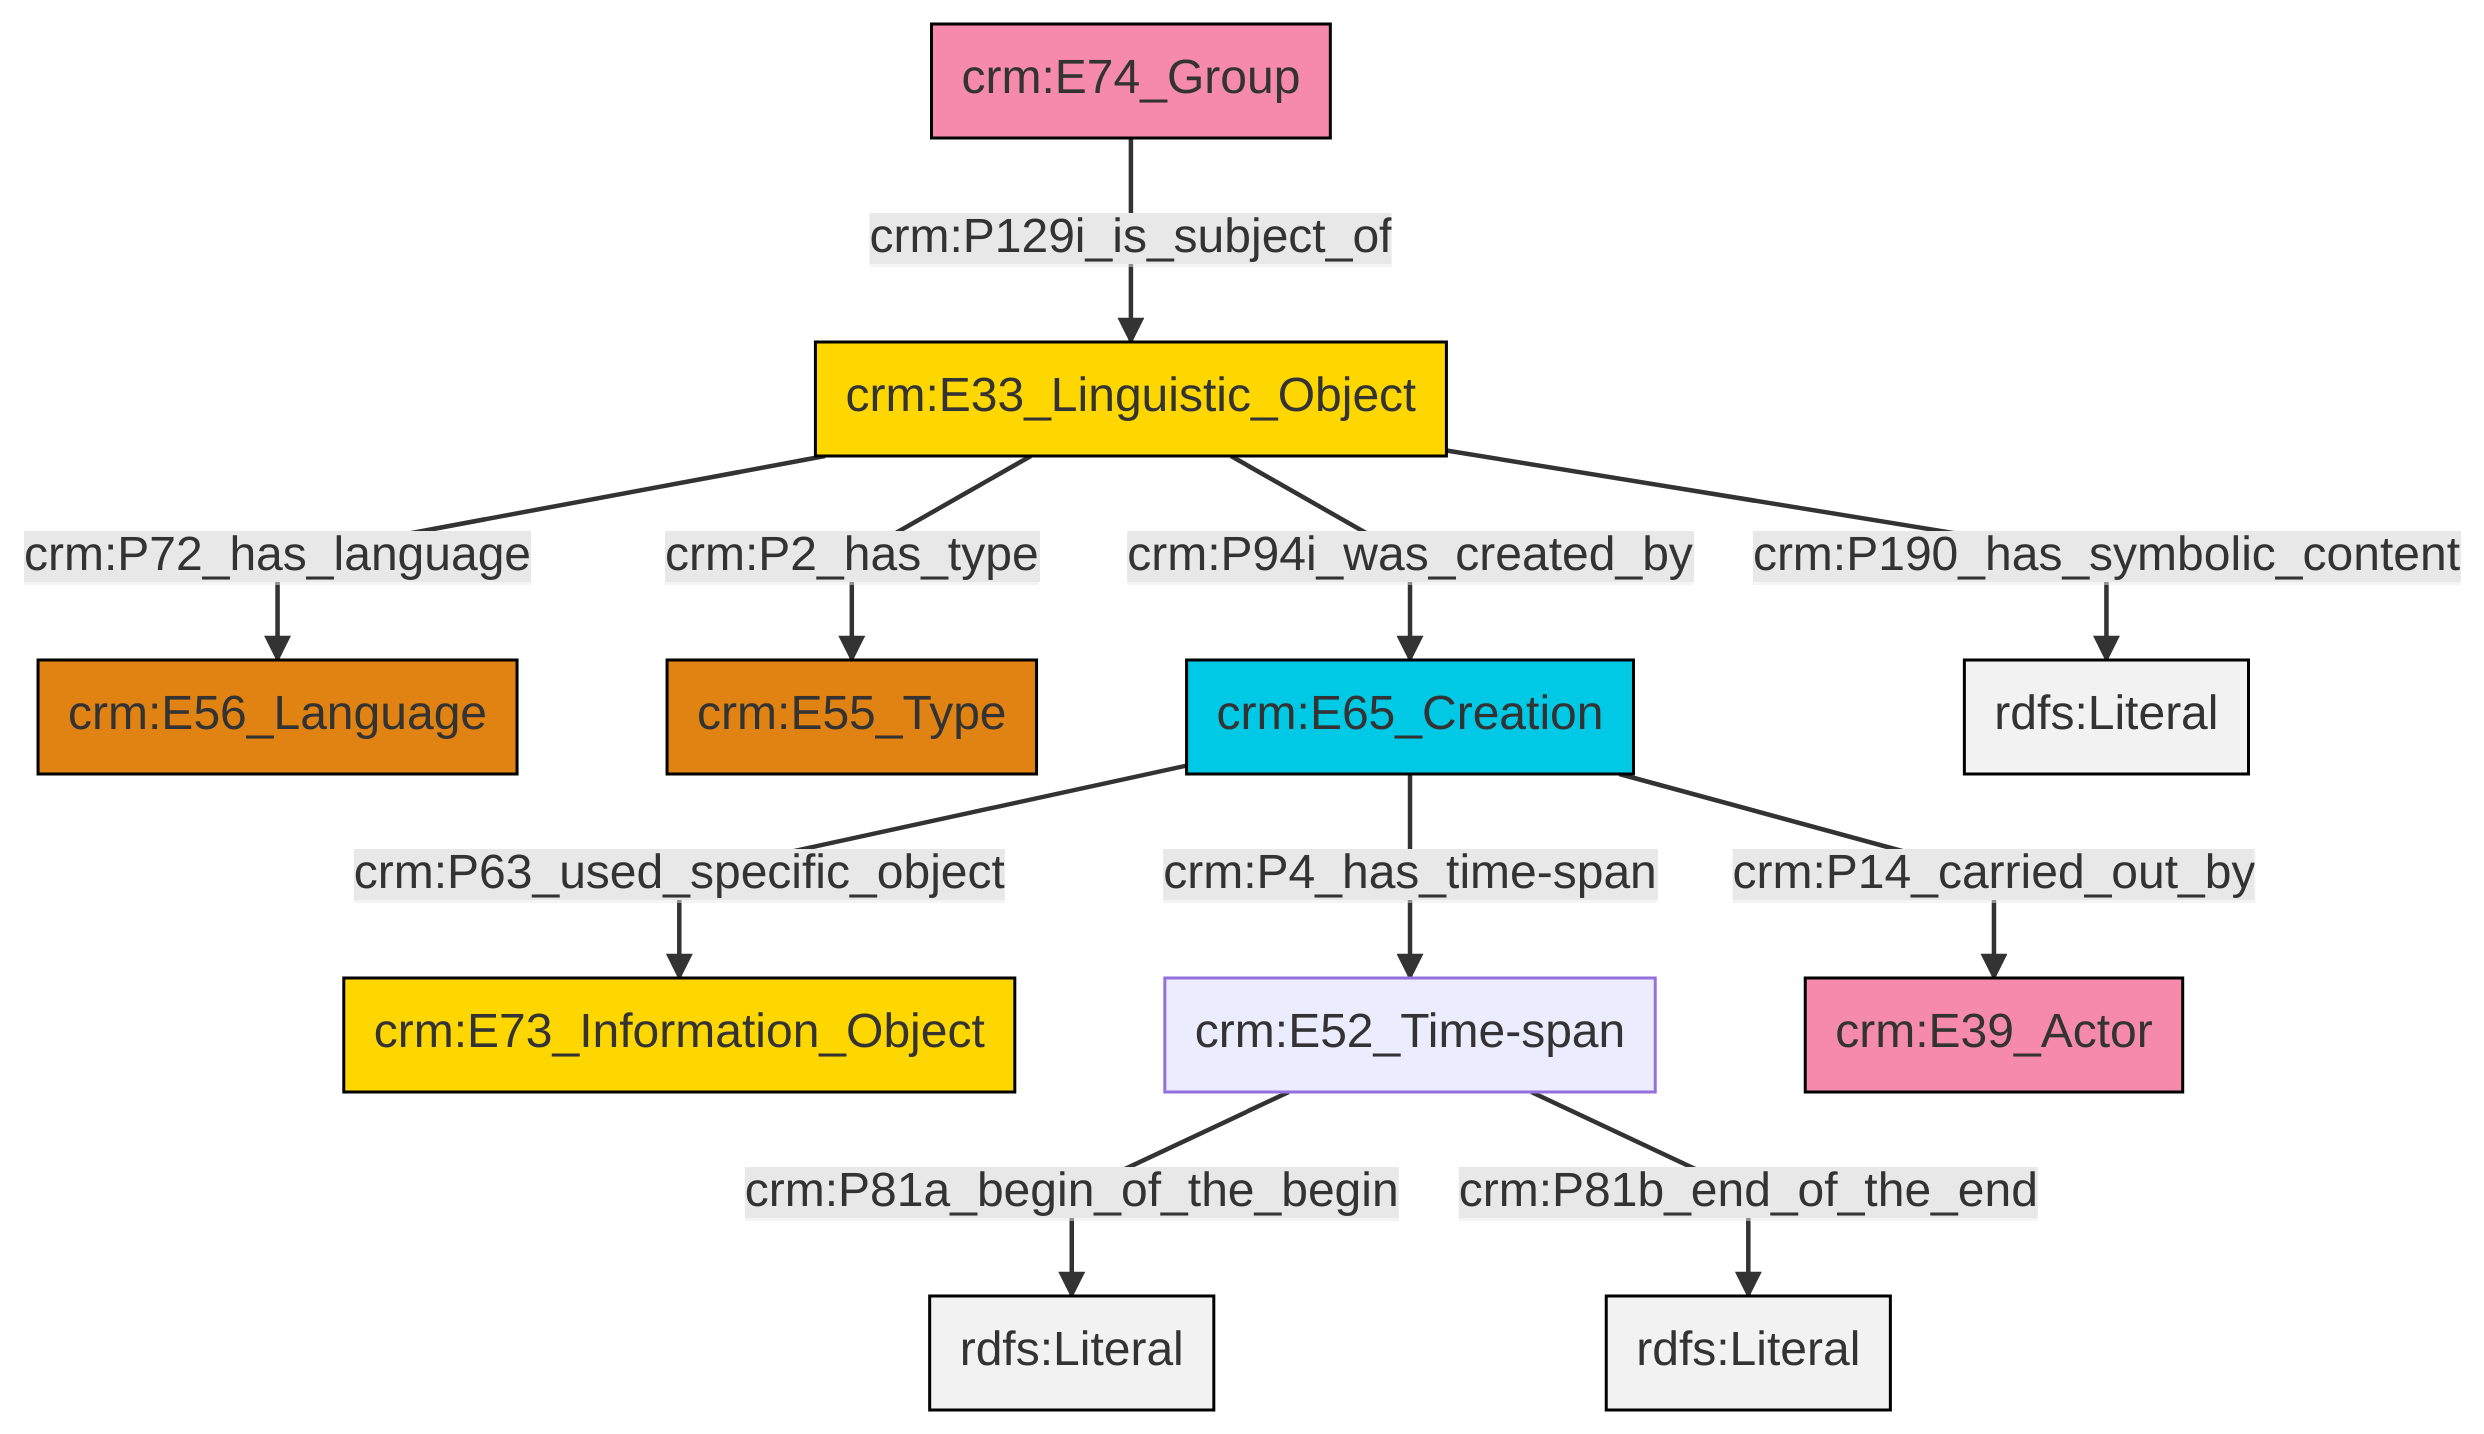 crm:E74_Group
crm:P129i_is_subject_of
crm:E33_Linguistic_Object
crm:P72_has_language
crm:P2_has_type
crm:P94i_was_created_by
crm:P190_has_symbolic_content
crm:E56_Language
crm:E55_Type
crm:E65_Creation
rdfs:Literal
crm:P63_used_specific_object
crm:P4_has_time-span
crm:P14_carried_out_by
crm:E73_Information_Object
crm:E52_Time-span
crm:E39_Actor
crm:P81a_begin_of_the_begin
crm:P81b_end_of_the_end
rdfs:Literal
rdfs:Literal